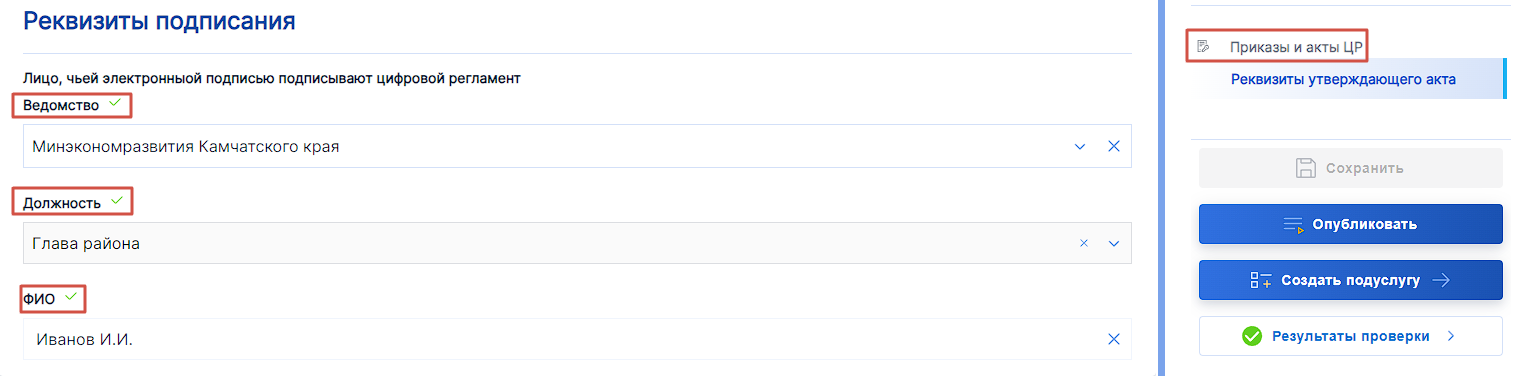 Реквизиты подписания
Лицо, чьей электронныой подписью подписывают цифровой регламент
Ведомство
Минэкономразвития Камчатского края
Должность
Глава района
ФИО
Иванов И.И.
Приказы и акты ЦР
Реквизиты утверждающего акта
Сохранить
Опубликовать
Создать подуслугу
Результаты проверки